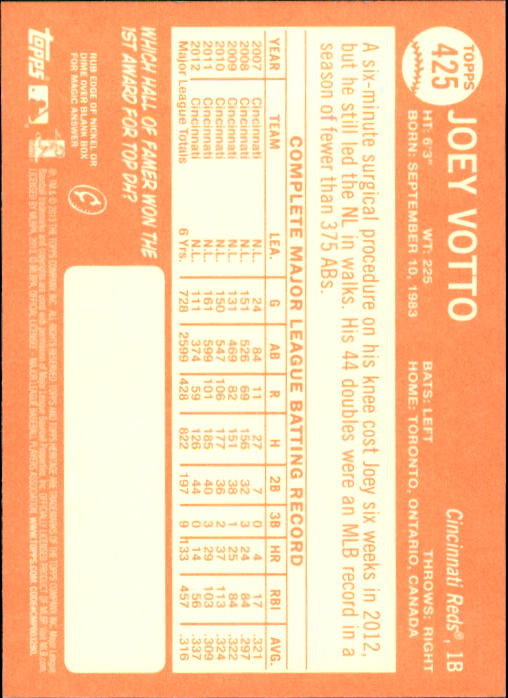 TOPPS
425
JOEY VOTTO
Cincinnati Reds®, 1B
HT: 6'3" WT: 225 BATS: LEFT THROWS: RIGHT
BORN: SEPTEMBER 10, 1983 HOME: TORONTO, ONTARIO, CANADA
A six-minute surgical procedure on his knee cost Joey six weeks in 2012,
but he still led the NL in walks. His 44 doubles were an MLB record in a
season of fewer than 375 ABs.
COMPLETE MAJOR LEAGUE BATTING RECORD
YEAR TEAM LEA. G AB R H 2B 3B HR RBI AVG.
2007 Cincinnati N.L. 24 84 11 27 7 0 4 17 .321
2008 Cincinnati N.L. 151 526 69 156 32 3 24 84 .297
2009 Cincinnati N.L. 131 469 82 151 38 1 25 84 .322
2010 Cincinnati N.L. 150 547 106 177 36 2 37 113 .324
2011 Cincinnati N.L. 161 599 101 185 40 3 29 103 .309
2012 Cincinnati N.L. 111 374 59 126 44 0 14 56 .337
Major League Totals 6 Yrs. 728 2599 428 822 197 9 133 457 .316
WHICH HALL OF FAMER WON THE
1ST AWARD FOR TOP DH?
RUB EDGE OF NICKEL OR
DIME OVER BLANK BOX
FOR MAGIC ANSWER
topps